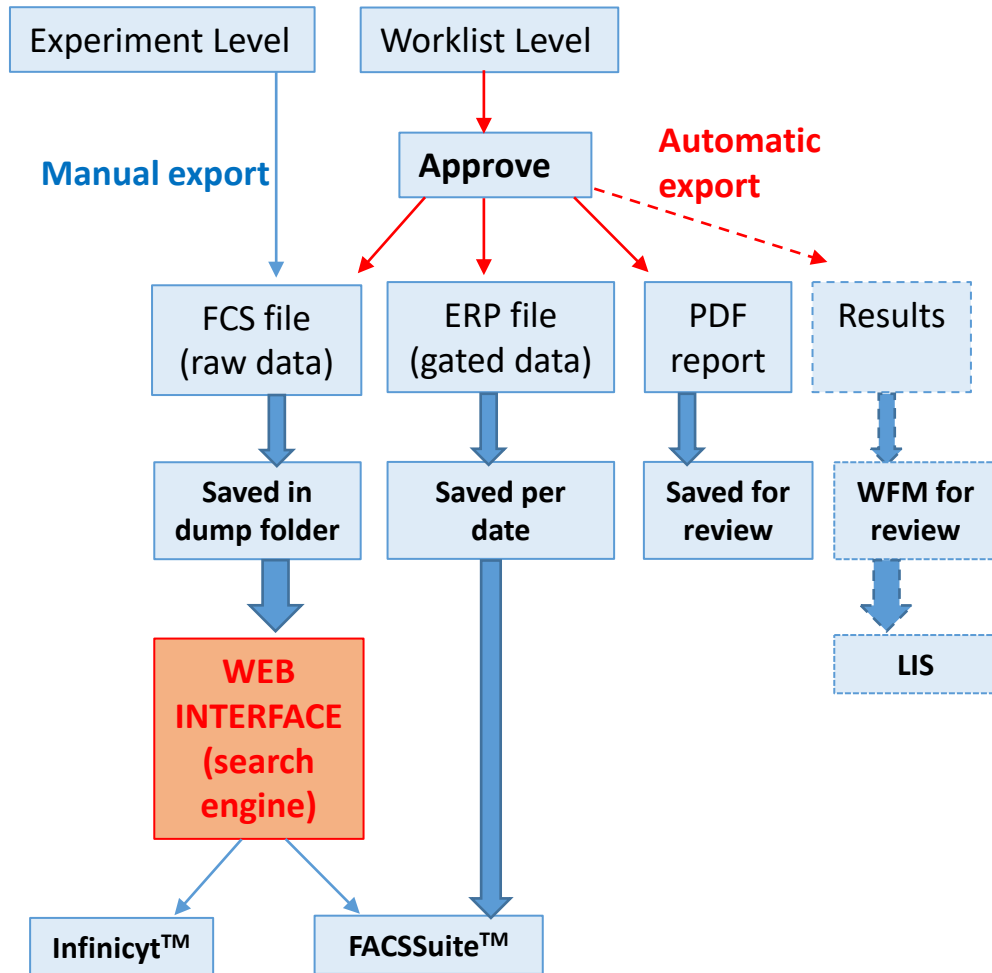 Experiment Level
Worklist Level
Manual export
Approve
Automatic
export
FCS file
(raw data)
ERP file
(gated data)
PDF
report
Results
Saved in
dump folder
Saved per
date
Saved for
review
WFM for
review
WEB
INTERFACE
(search
engine)
LIS
Infinicyt™
FACSSuite™